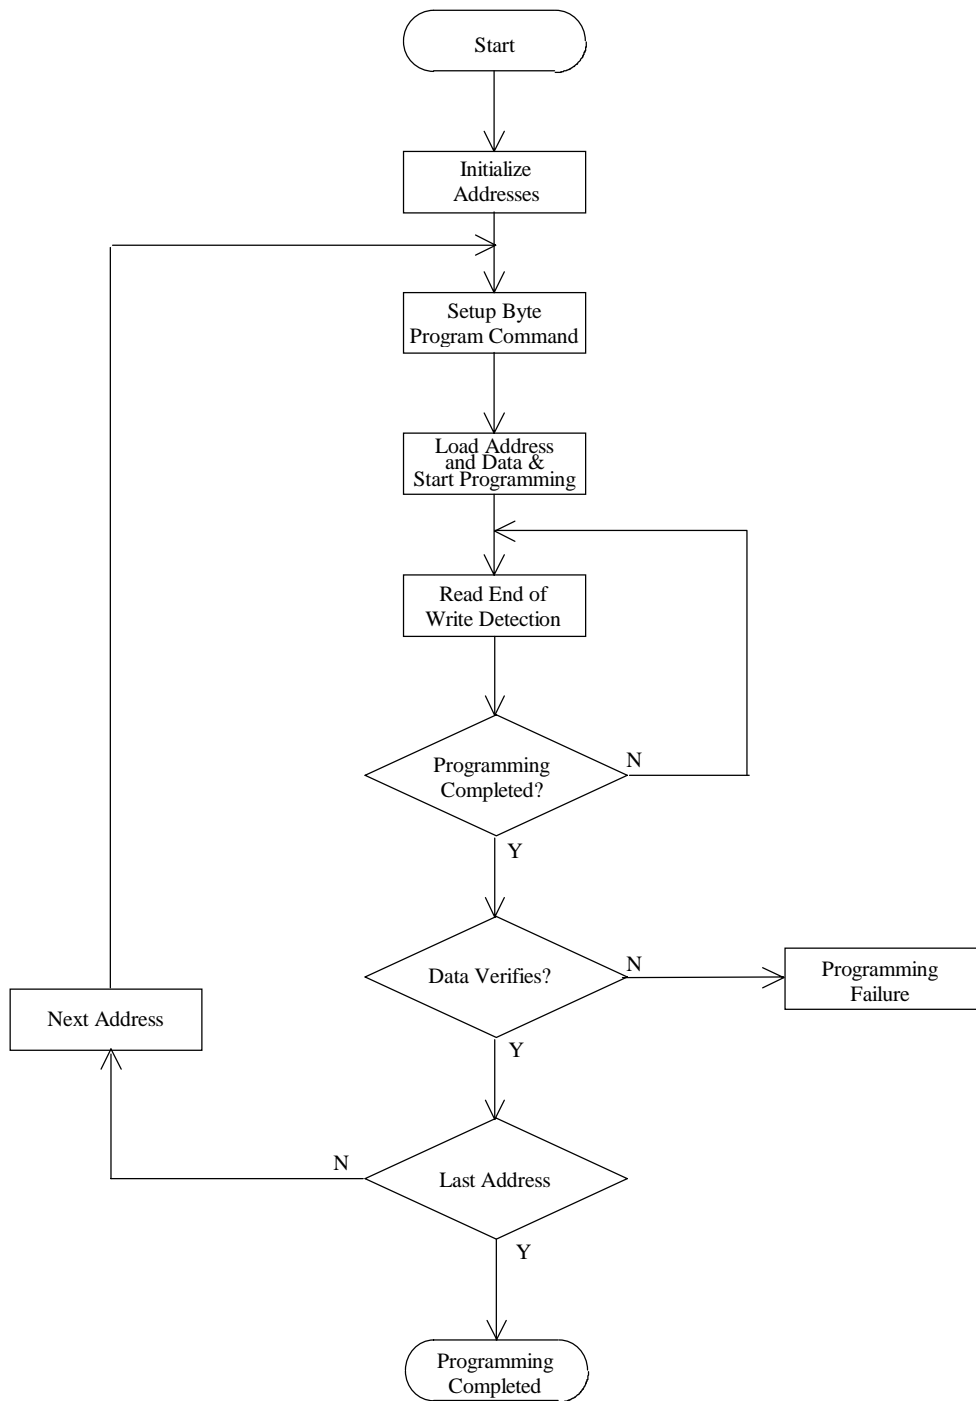 Start
Initialize
Addresses
Setup Byte
Program Command
Load Address
and Data &
Start Programming
Read End of
Write Detection
Programming
Completed?
N
Y
Data Verifies?
N
Programming
Failure
Y
Next Address
N
Last Address
Y
Programming
Completed